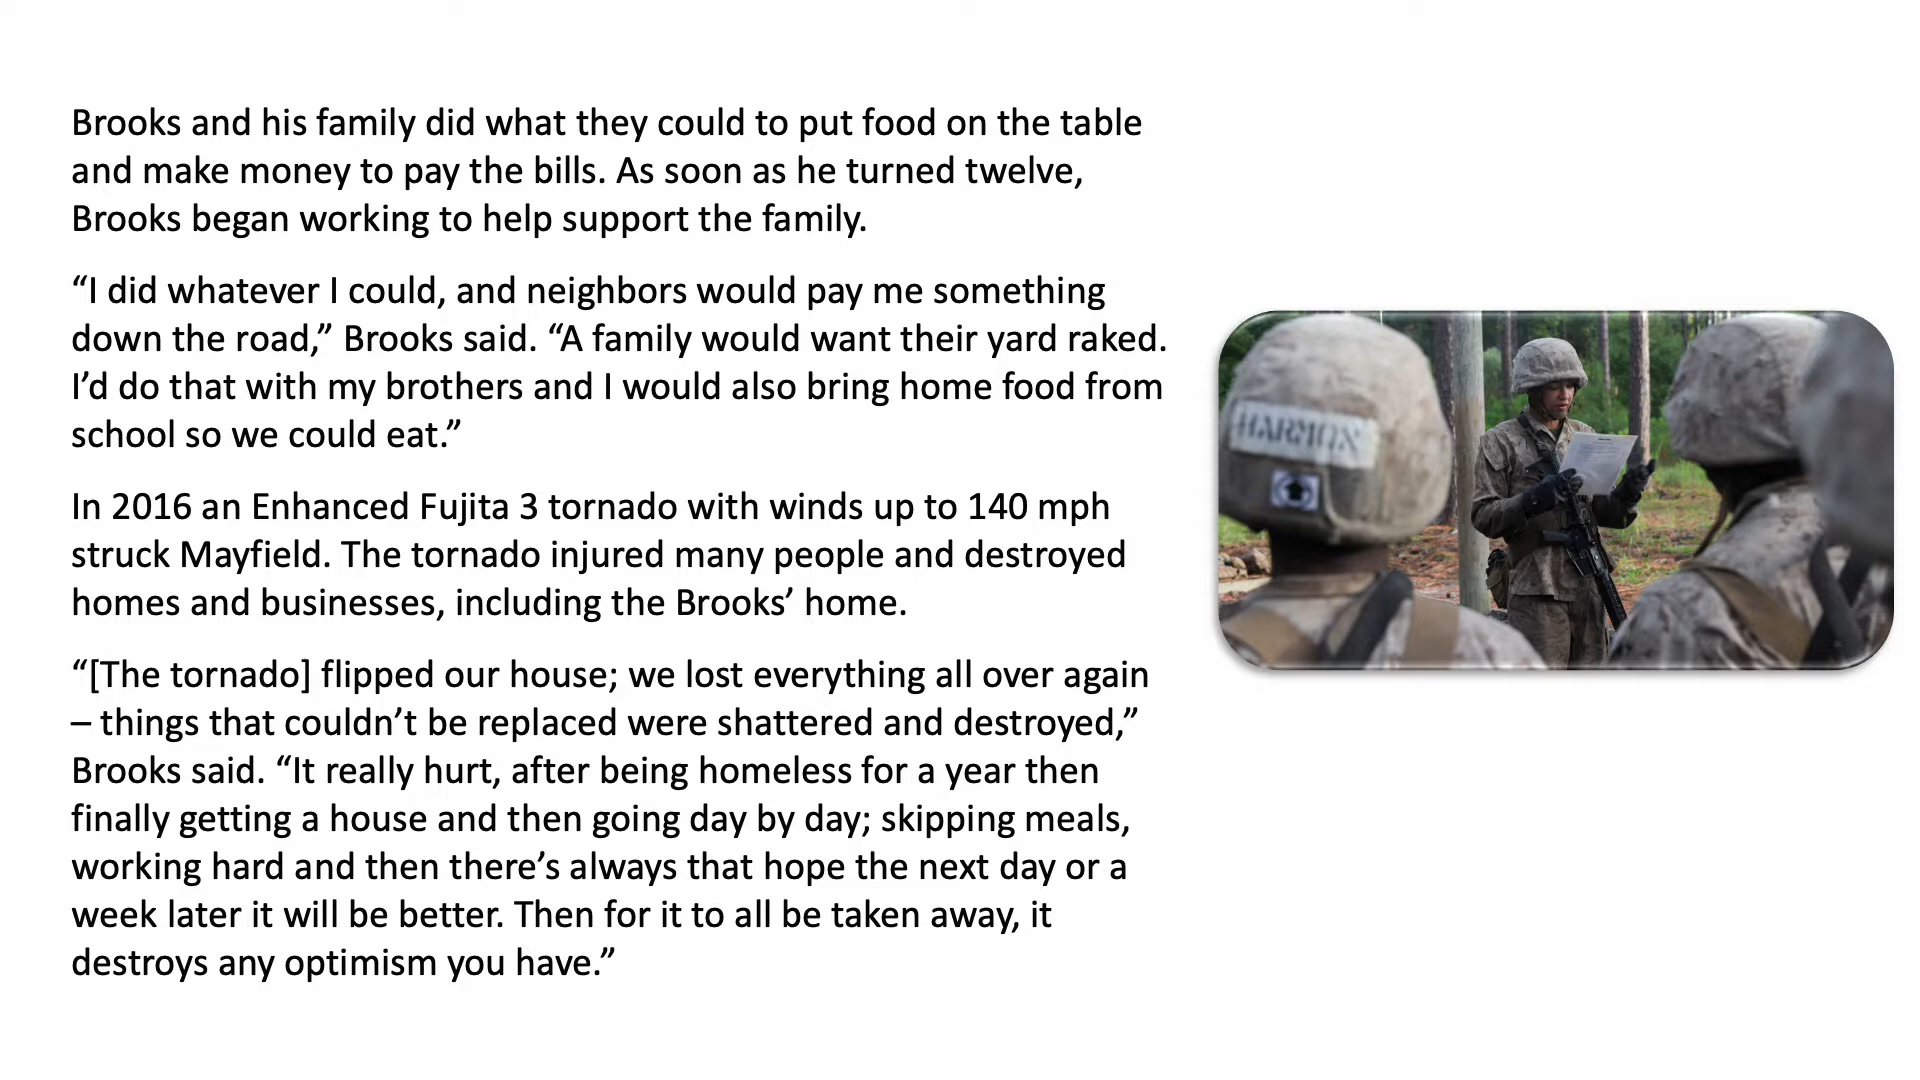 Brooks and his family did what they could to put food on the table
and make money to pay the bills. As soon as he turned twelve,
Brooks began working to help support the family.
“I did whatever I could, and neighbors would pay me something
down the road,” Brooks said. “A family would want their yard raked.
I’d do that with my brothers and I would also bring home food from
school so we could eat.”
In 2016 an Enhanced Fujita 3 tornado with winds up to 140 mph
struck Mayfield. The tornado injured many people and destroyed
homes and businesses, including the Brooks’ home.
“[The tornado] flipped our house; we lost everything all over again
– things that couldn’t be replaced were shattered and destroyed,”
Brooks said. “It really hurt, after being homeless for a year then
finally getting a house and then going day by day; skipping meals,
working hard and then there’s always that hope the next day or a
week later it will be better. Then for it to all be taken away, it
destroys any optimism you have.”
HARMON